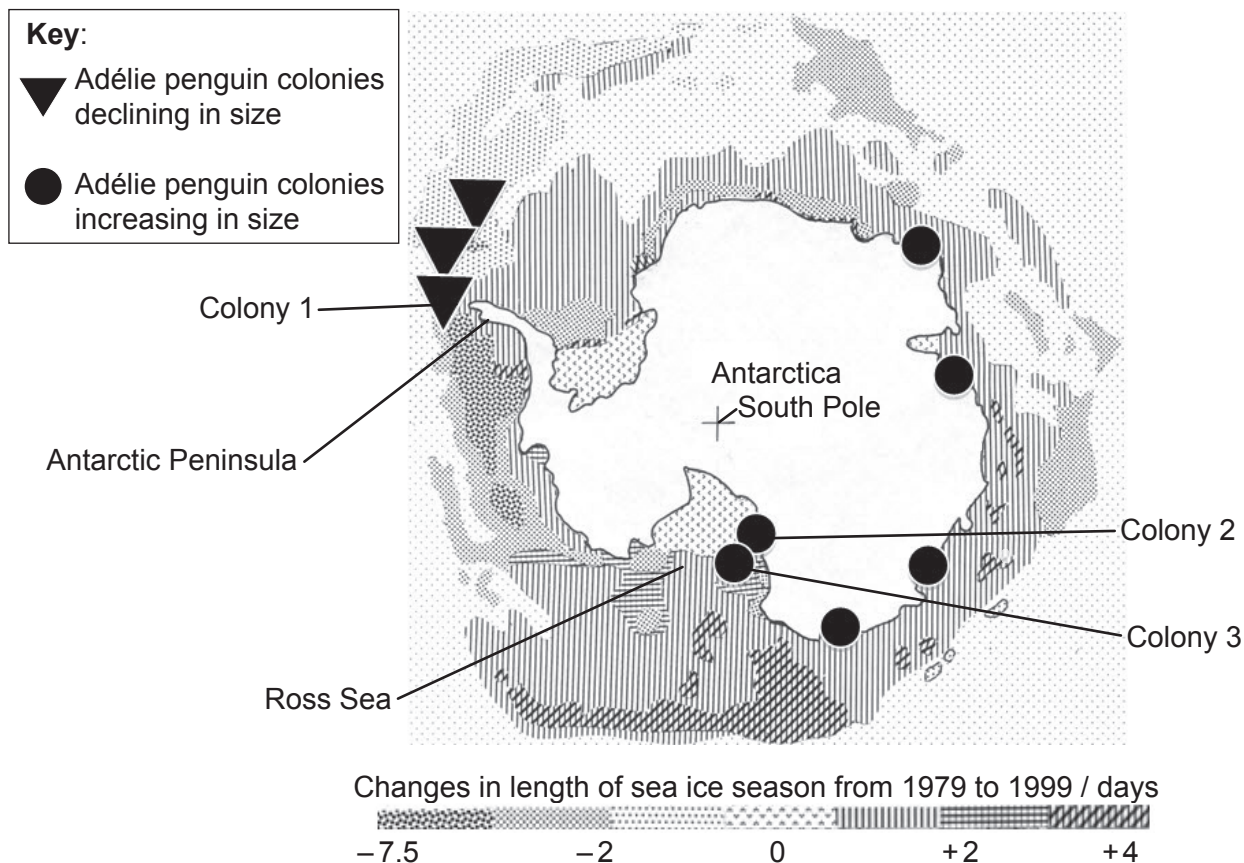 Key:
Adélie penguin colonies
declining in size
Adélie penguin colonies
increasing in size
Colony 1
Antarctica
South Pole
Antarctic Peninsula
Colony 2
Colony 3
Ross Sea
Changes in length of sea ice season from 1979 to 1999 / days
–7.5 –2 0 +2 +4